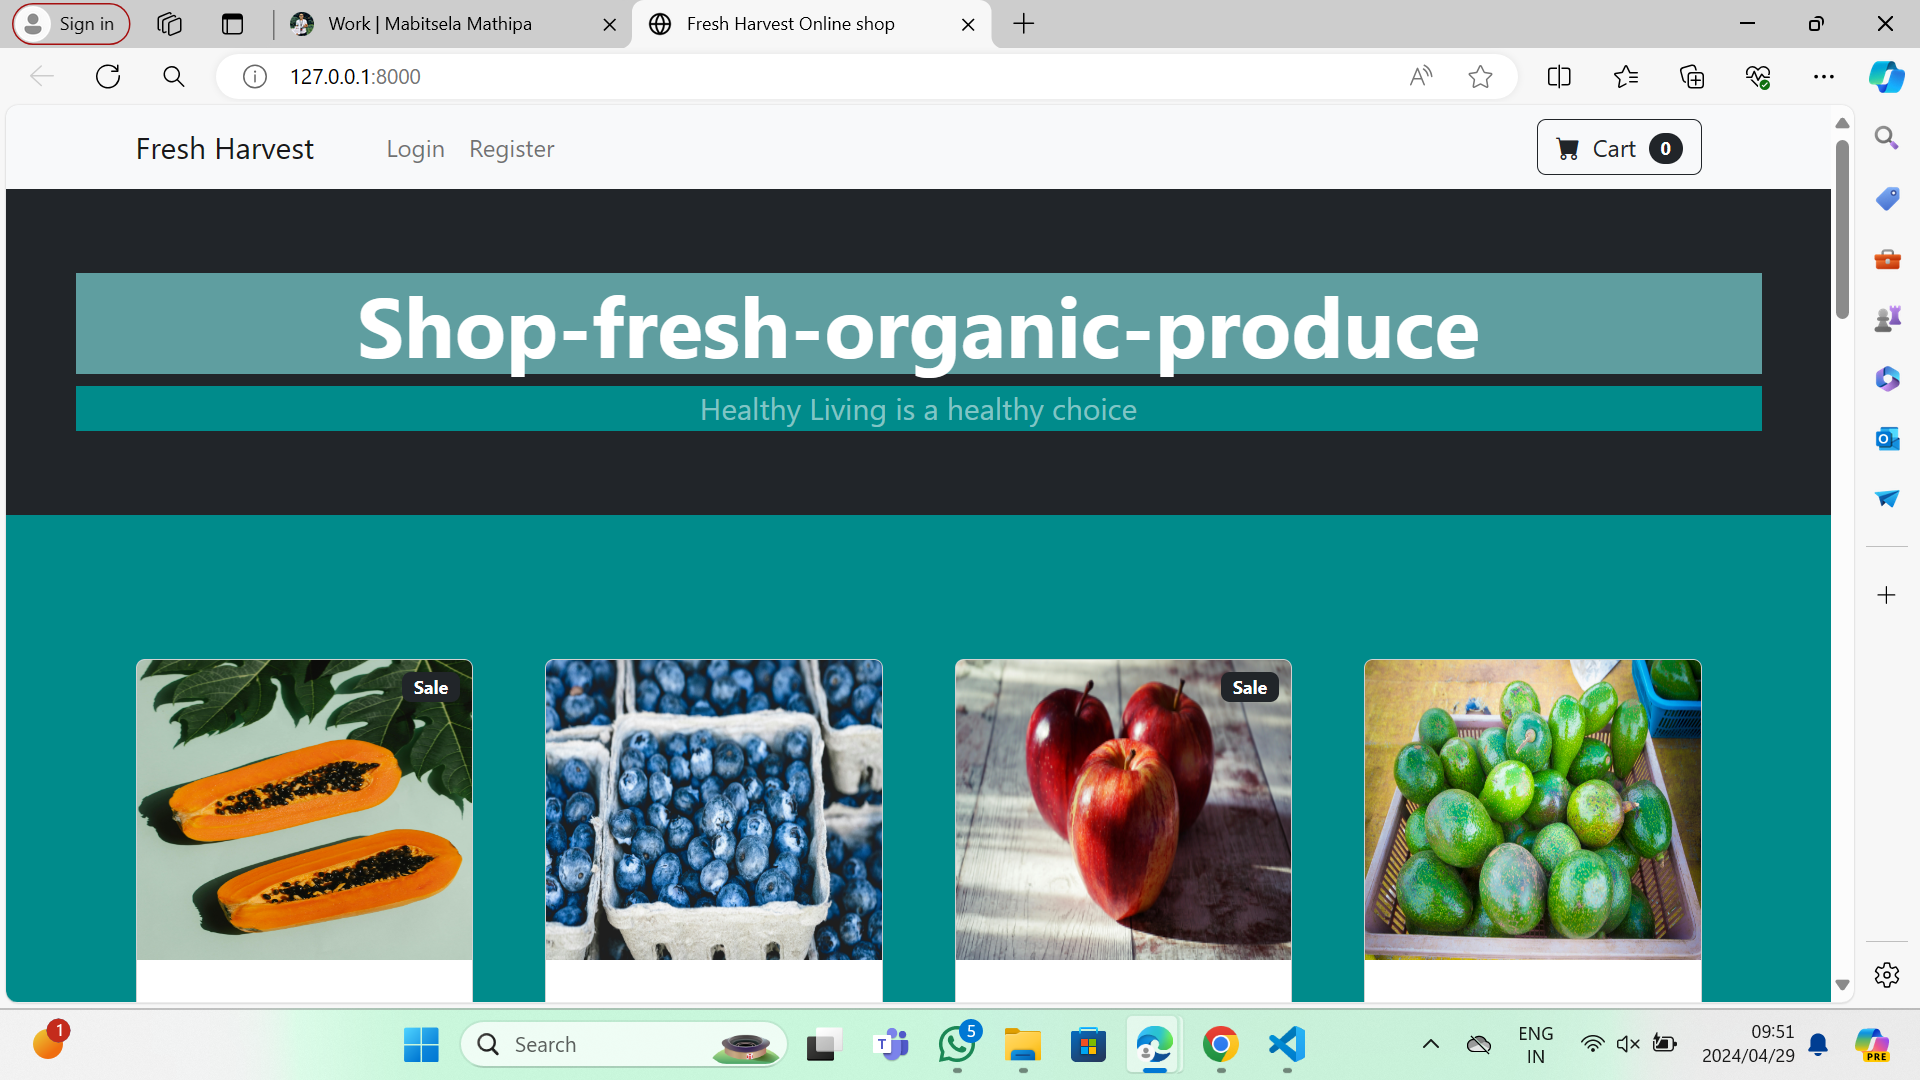 Sign in
Work | Mabitsela Mathipa
Fresh Harvest Online shop
127.0.0.1:8000
Fresh Harvest
Login
Register
Cart 0
Shop-fresh-organic-produce
Healthy Living is a healthy choice
Sale
Sale
1
Search
T
5
ENG
IN
09:51
2024/04/29
PRE